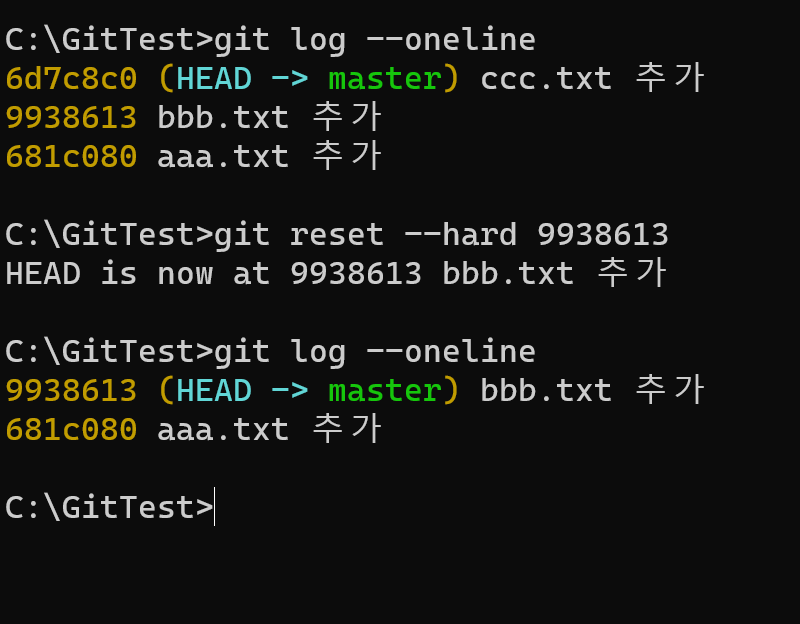 C:\GitTest>git log --oneline
6d7c8c0 (HEAD -> master) ccc.txt 추가
9938613 bbb.txt 추가
681c080 aaa.txt 추가
C:\GitTest>git reset --hard 9938613
HEAD is now at 9938613 bbb.txt 추가
C:\GitTest>git log --oneline
9938613 (HEAD -> master) bbb.txt 추가
681c080 aaa.txt 추가
C:\GitTest>